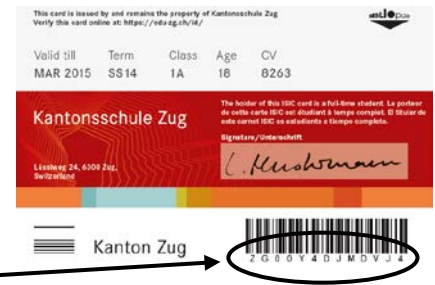 This card is issued by and remains the property of Kantonsschule Zug
Verify this card online at: https://edu.zg.ch/id/
Valid till Term Class Age CV
MAR 2015 SS14 1A 18 8263
Kantonsschule Zug
The holder of this ISIC card is a full-time student. Le porteur
de cette carte ISIC est étudiant à temps complet. El titular de
este carnet ISIC es estudiante a tiempo completo.
Signature/Unterschrift
Lüssiweg 24, 6300 Zug,
Switzerland
Kanton Zug
ZG00Y4DJMDVJ4